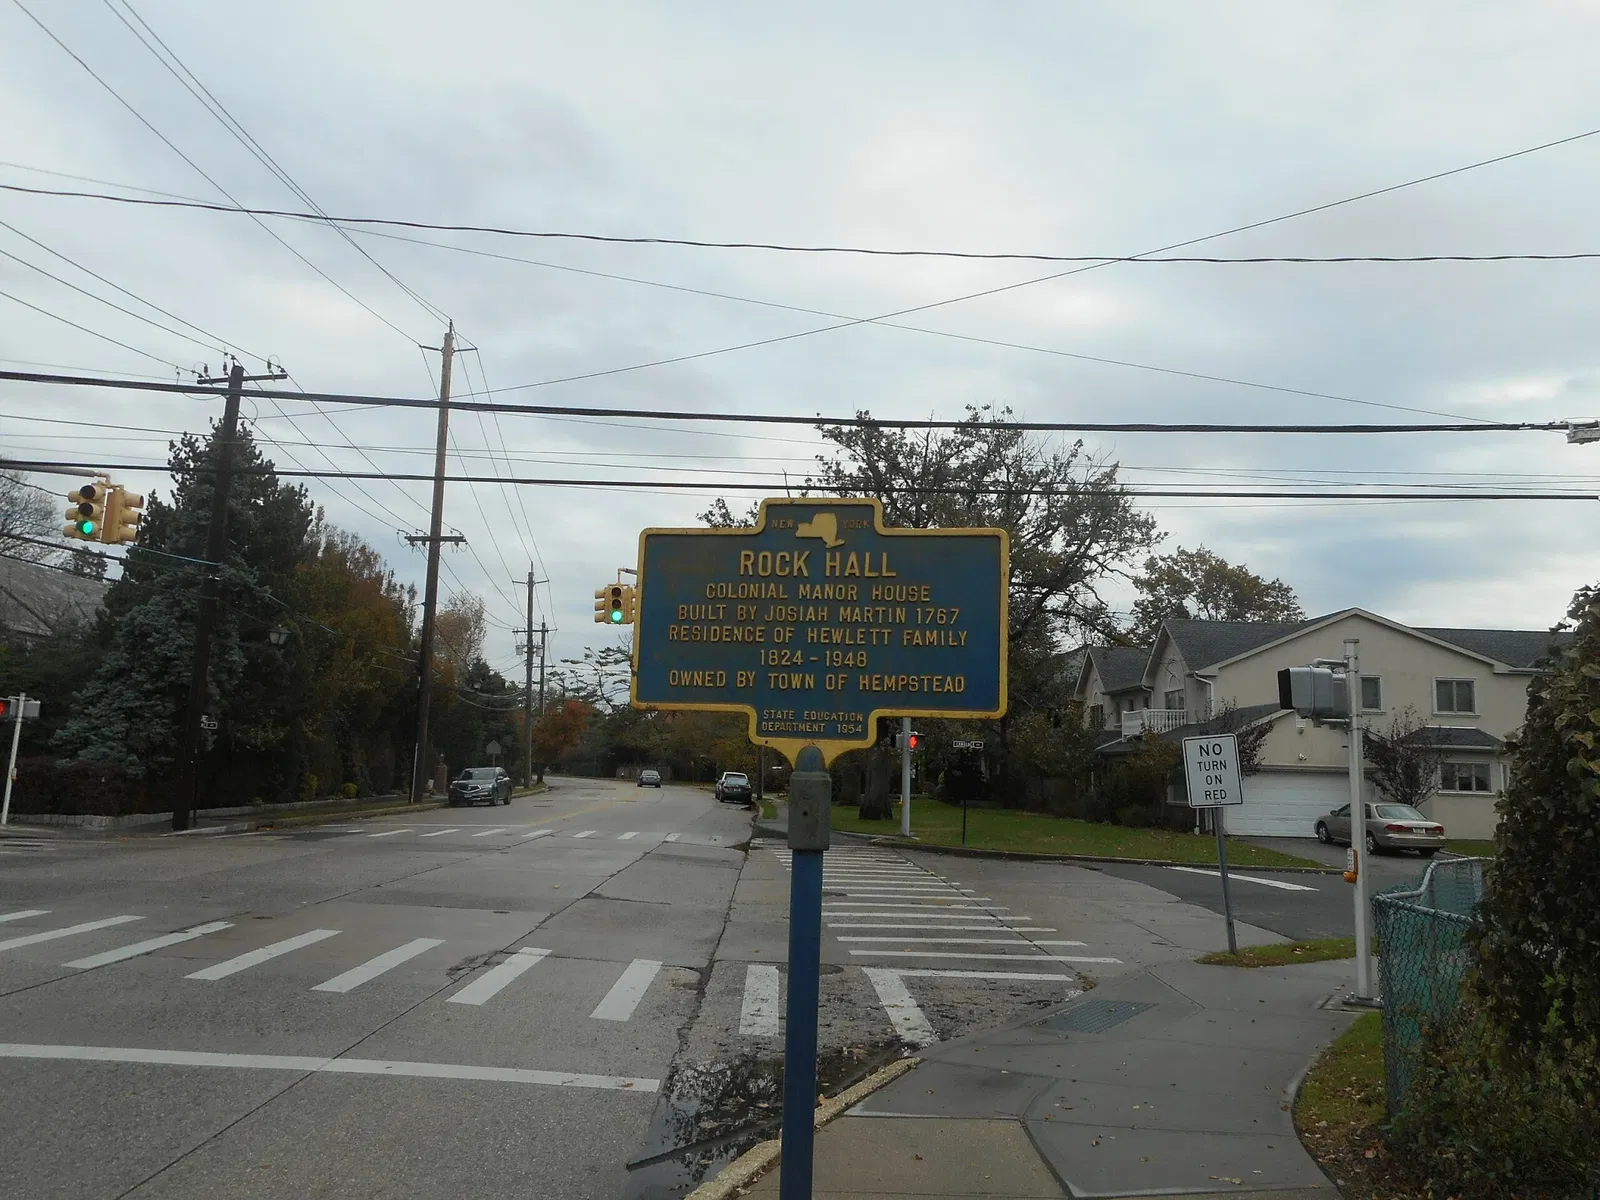 NEW YORK
ROCK HALL
COLONIAL MANOR HOUSE
BUILT BY JOSIAH MARTIN 1767
RESIDENCE OF HEWLETT FAMILY
1824-1948
OWNED BY TOWN OF HEMPSTEAD
STATE EDUCATION
DEPARTMENT 1954
NO
TURN
ON
RED